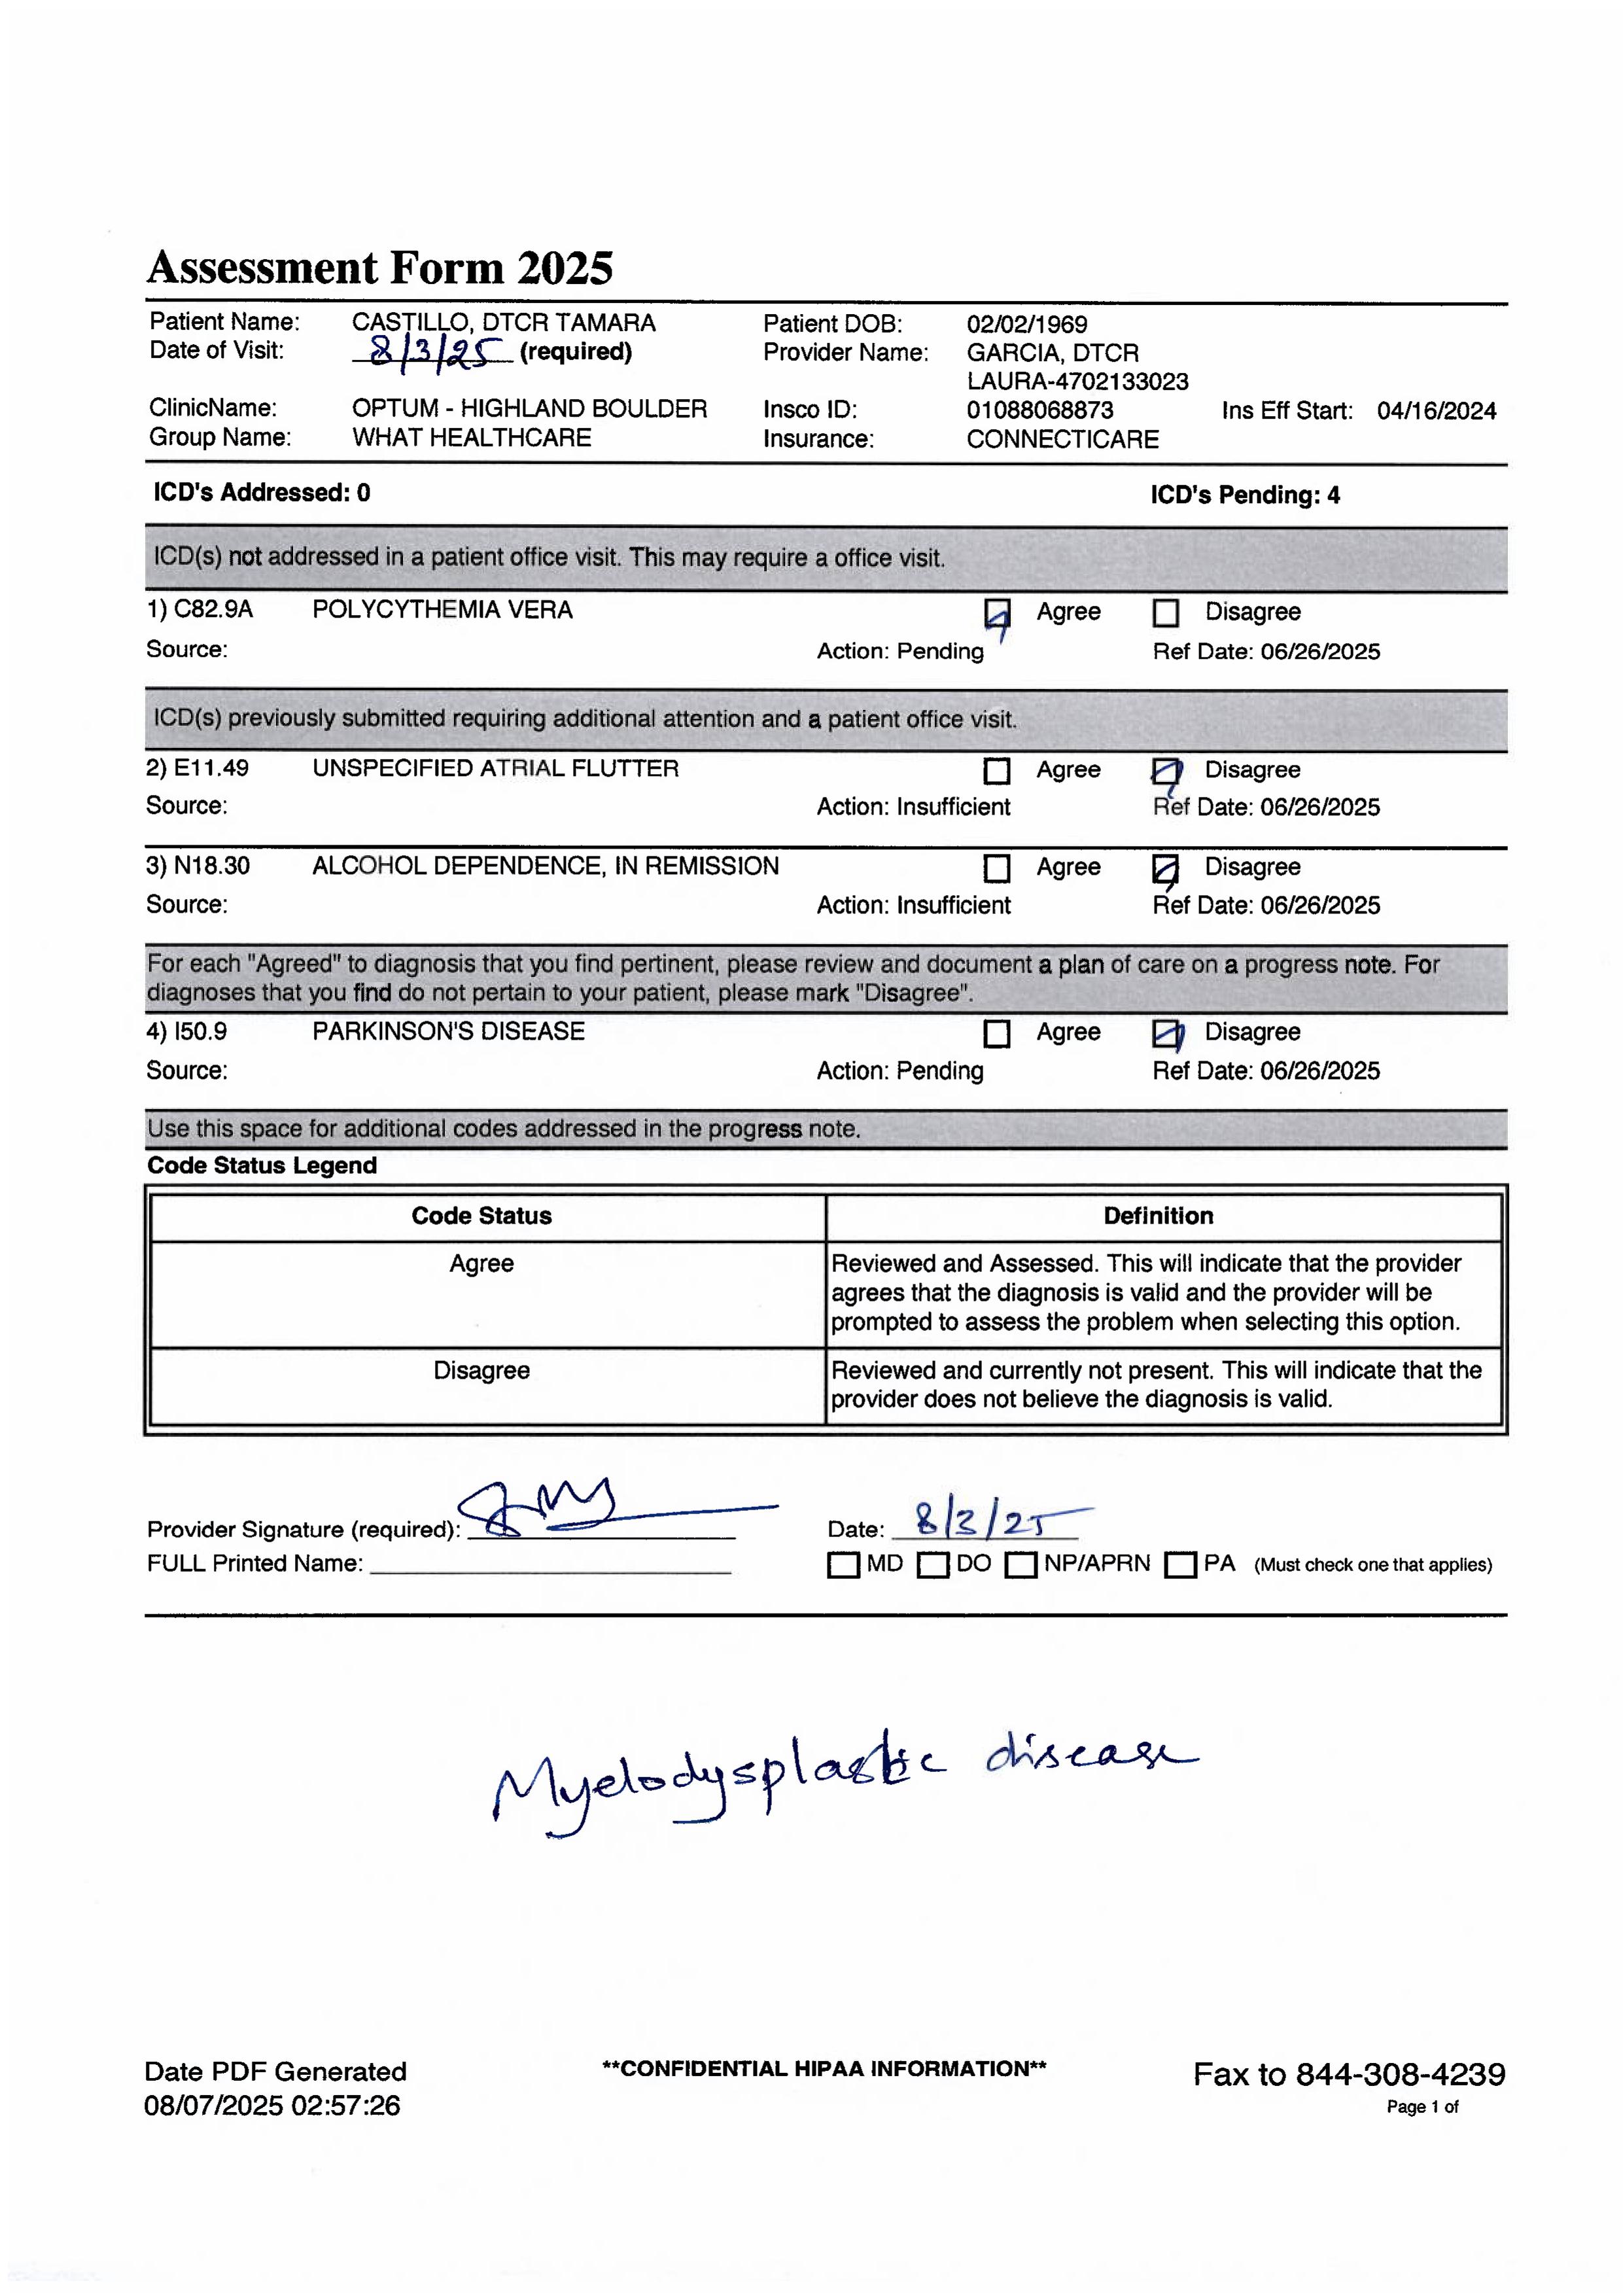 Assessment Form 2025
Patient Name: CASTILLO, DTCR TAMARA Patient DOB: 02/02/1969
Date of Visit: 8/3/25 (required) Provider Name: GARCIA, DTCR
LAURA-4702133023
ClinicName: OPTUM - HIGHLAND BOULDER Insco ID: 01088068873 Ins Eff Start: 04/16/2024
Group Name: WHAT HEALTHCARE Insurance: CONNECTICARE
ICD's Addressed: 0 ICD's Pending: 4
ICD(s) not addressed in a patient office visit. This may require a office visit.
1) C82.9A POLYCYTHEMIA VERA Agree Disagree
Source: Action: Pending Ref Date: 06/26/2025
ICD(s) previously submitted requiring additional attention and a patient office visit.
2) E11.49 UNSPECIFIED ATRIAL FLUTTER Agree Disagree
Source: Action: Insufficient Ref Date: 06/26/2025
3) N18.30 ALCOHOL DEPENDENCE, IN REMISSION Agree Disagree
Source: Action: Insufficient Ref Date: 06/26/2025
For each "Agreed" to diagnosis that you find pertinent, please review and document a plan of care on a progress note. For
diagnoses that you find do not pertain to your patient, please mark "Disagree".
4) I50.9 PARKINSON'S DISEASE Agree Disagree
Source: Action: Pending Ref Date: 06/26/2025
Use this space for additional codes addressed in the progress note.
Code Status Legend
Code Status Definition
Agree Reviewed and Assessed. This will indicate that the provider
agrees that the diagnosis is valid and the provider will be
prompted to assess the problem when selecting this option.
Disagree Reviewed and currently not present. This will indicate that the
provider does not believe the diagnosis is valid.
Provider Signature (required): Date: 8/3/25
FULL Printed Name: MD DO NP/APRN PA (Must check one that applies)
Myelodysplastic disease
Date PDF Generated **CONFIDENTIAL HIPAA INFORMATION** Fax to 844-308-4239
08/07/2025 02:57:26 Page 1 of